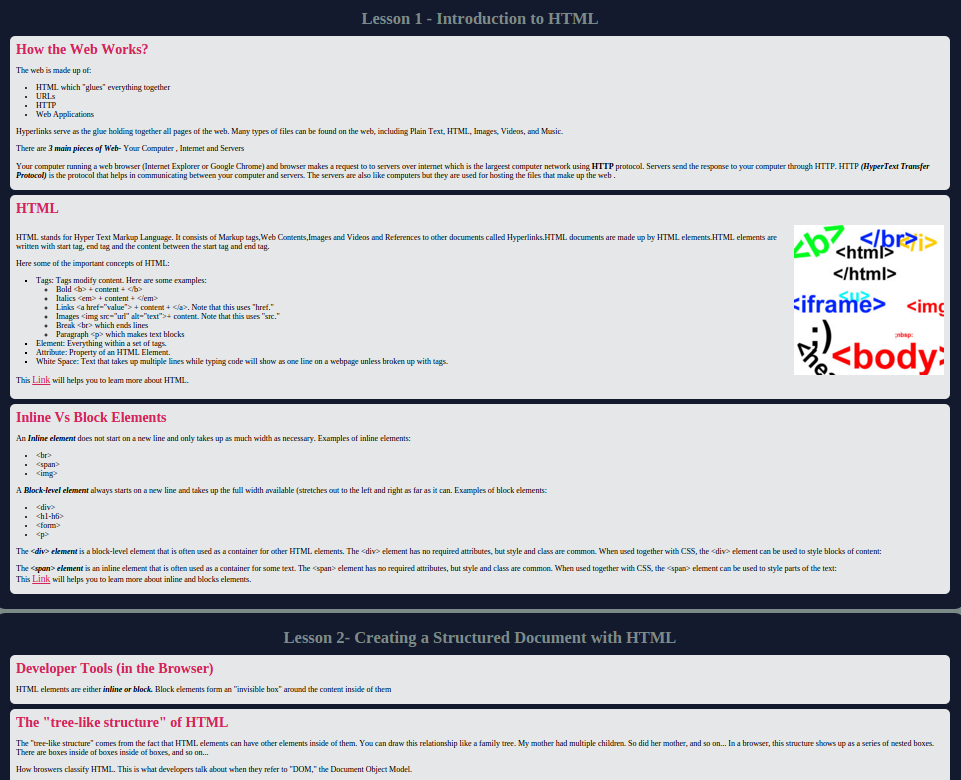 Lesson 1 - Introduction to HTML
How the Web Works?
The web is made up of:
HTML which "glues" everything together
URLs
HTTP
Web Applications
Hyperlinks serve as the glue holding together all pages of the web. Many types of files can be found on the web, including Plain Text, HTML, Images, Videos, and Music.
There are 3 main pieces of Web- Your Computer , Internet and Servers
Your computer running a web browser (Internet Explorer or Google Chrome) and browser makes a request to to servers over internet which is the largeest computer network using HTTP protocol. Servers send the response to your computer through HTTP. HTTP (HyperText Transfer
Protocol) is the protocol that helps in communicating between your computer and servers. The servers are also like computers but they are used for hosting the files that make up the web .
HTML
HTML stands for Hyper Text Markup Language. It consists of Markup tags,Web Contents,Images and Videos and References to other documents called Hyperlinks.HTML documents are made up by HTML elements.HTML elements are
written with start tag, end tag and the content between the start tag and end tag.
Here some of the important concepts of HTML:
Tags: Tags modify content. Here are some examples:
Bold <b> + content + </b>
Italics <em> + content + </em>
Links <a href="value"> + content + </a>. Note that this uses "href."
Images <img src="url" alt="text">+ content. Note that this uses "src."
Break <br> which ends lines
Paragraph <p> which makes text blocks
Element: Everything within a set of tags.
Attribute: Property of an HTML Element.
White Space: Text that takes up multiple lines while typing code will show as one line on a webpage unless broken up with tags.
This Link will helps you to learn more about HTML.
<b>
</br>
</i>
<html>
</html>
<u>
<iframe>
<img
;nbsp;
;)
<body>
Inline Vs Block Elements
An Inline element does not start on a new line and only takes up as much width as necessary. Examples of inline elements:
<br>
<span>
<img>
A Block-level element always starts on a new line and takes up the full width available (stretches out to the left and right as far as it can. Examples of block elements:
<div>
<h1-h6>
<form>
<p>
The <div> element is a block-level element that is often used as a container for other HTML elements. The <div> element has no required attributes, but style and class are common. When used together with CSS, the <div> element can be used to style blocks of content:
The <span> element is an inline element that is often used as a container for some text. The <span> element has no required attributes, but style and class are common. When used together with CSS, the <span> element can be used to style parts of the text:
This Link will helps you to learn more about inline and blocks elements.
Lesson 2- Creating a Structured Document with HTML
Developer Tools (in the Browser)
HTML elements are either inline or block. Block elements form an "invisible box" around the content inside of them
The "tree-like structure" of HTML
The "tree-like structure" comes from the fact that HTML elements can have other elements inside of them. You can draw this relationship like a family tree. My mother had multiple children. So did her mother, and so on... In a browser, this structure shows up as a series of nested boxes.
There are boxes inside of boxes inside of boxes, and so on...
How broswers classify HTML. This is what developers talk about when they refer to "DOM," the Document Object Model.